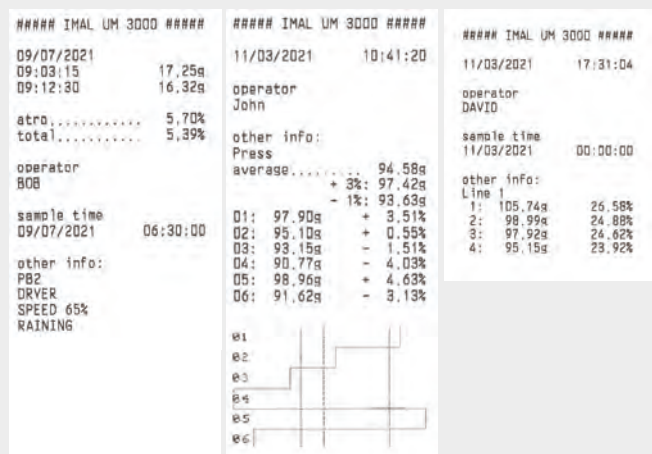 ##### IMAL UM 3000 #####
09/07/2021
09:03:15 17,25g
09:12:30 16,32g
atro............ 5,70%
total........... 5,39%
operator
BOB
sample time
09/07/2021 06:30:00
other info:
PB2
DRYER
SPEED 65%
RAINING
##### IMAL UM 3000 #####
11/03/2021 10:41:20
operator
John
other info:
Press
average......... 94.58g
+ 3%: 97.42g
- 1%: 93.63g
01: 97.90g + 3.51%
02: 95.10g + 0.55%
03: 93.15g - 1.51%
04: 90.77g - 4.03%
05: 98.96g + 4.63%
06: 91.62g - 3.13%
01
02
03
04
05
06
##### IMAL UM 3000 #####
11/03/2021 17:31:04
operator
DAVID
sample time
11/03/2021 00:00:00
other info:
Line 1
1: 105.74g 26.58%
2: 98.99g 24.88%
3: 97.92g 24.62%
4: 95.15g 23.92%